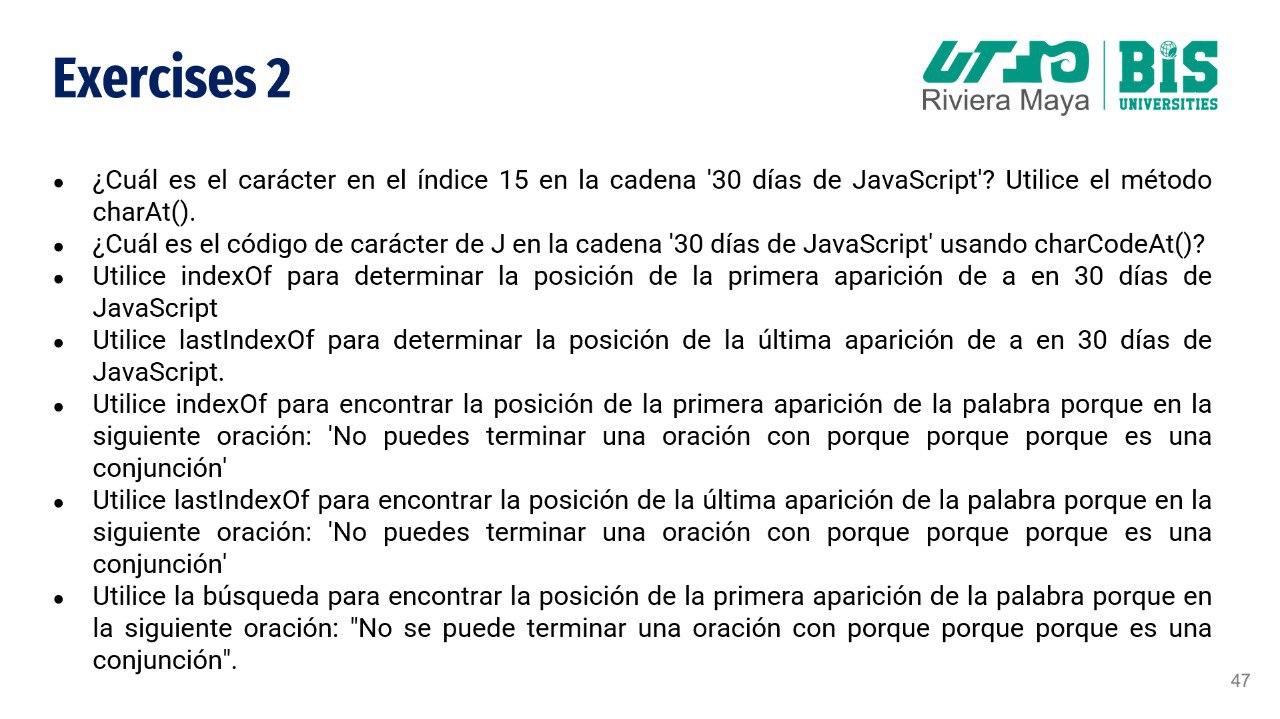 Exercises 2
UT RM
Riviera Maya
BIS
UNIVERSITIES
● ¿Cuál es el carácter en el índice 15 en la cadena '30 días de JavaScript'? Utilice el método
charAt().
● ¿Cuál es el código de carácter de J en la cadena '30 días de JavaScript' usando charCodeAt()?
● Utilice indexOf para determinar la posición de la primera aparición de a en 30 días de
JavaScript
● Utilice lastIndexOf para determinar la posición de la última aparición de a en 30 días de
JavaScript.
● Utilice indexOf para encontrar la posición de la primera aparición de la palabra porque en la
siguiente oración: 'No puedes terminar una oración con porque porque porque es una
conjunción'
● Utilice lastIndexOf para encontrar la posición de la última aparición de la palabra porque en la
siguiente oración: 'No puedes terminar una oración con porque porque porque es una
conjunción'
● Utilice la búsqueda para encontrar la posición de la primera aparición de la palabra porque en
la siguiente oración: "No se puede terminar una oración con porque porque porque es una
conjunción".
47